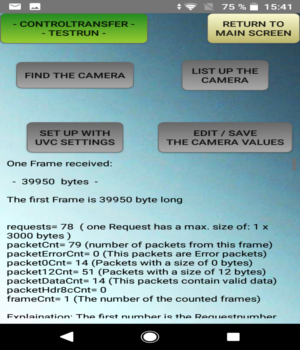 75 % 15:41
- CONTROLTRANSFER -
- TESTRUN -
RETURN TO
MAIN SCREEN
FIND THE CAMERA
LIST UP THE
CAMERA
SET UP WITH
UVC SETTINGS
EDIT / SAVE
THE CAMERA VALUES
One Frame received:
- 39950 bytes -
The first Frame is 39950 byte long
requests= 78 ( one Request has a max. size of: 1 x
3000 bytes )
packetCnt= 79 (number of packets from this frame)
packetErrorCnt= 0 (This packets are Error packets)
packet0Cnt= 14 (Packets with a size of 0 bytes)
packet12Cnt= 51 (Packets with a size of 12 bytes)
packetDataCnt= 14 (This packets contain valid data)
packetHdr8cCnt= 0
frameCnt= 1 (The number of the counted frames)
Explaination: The first number is the Requestnumber